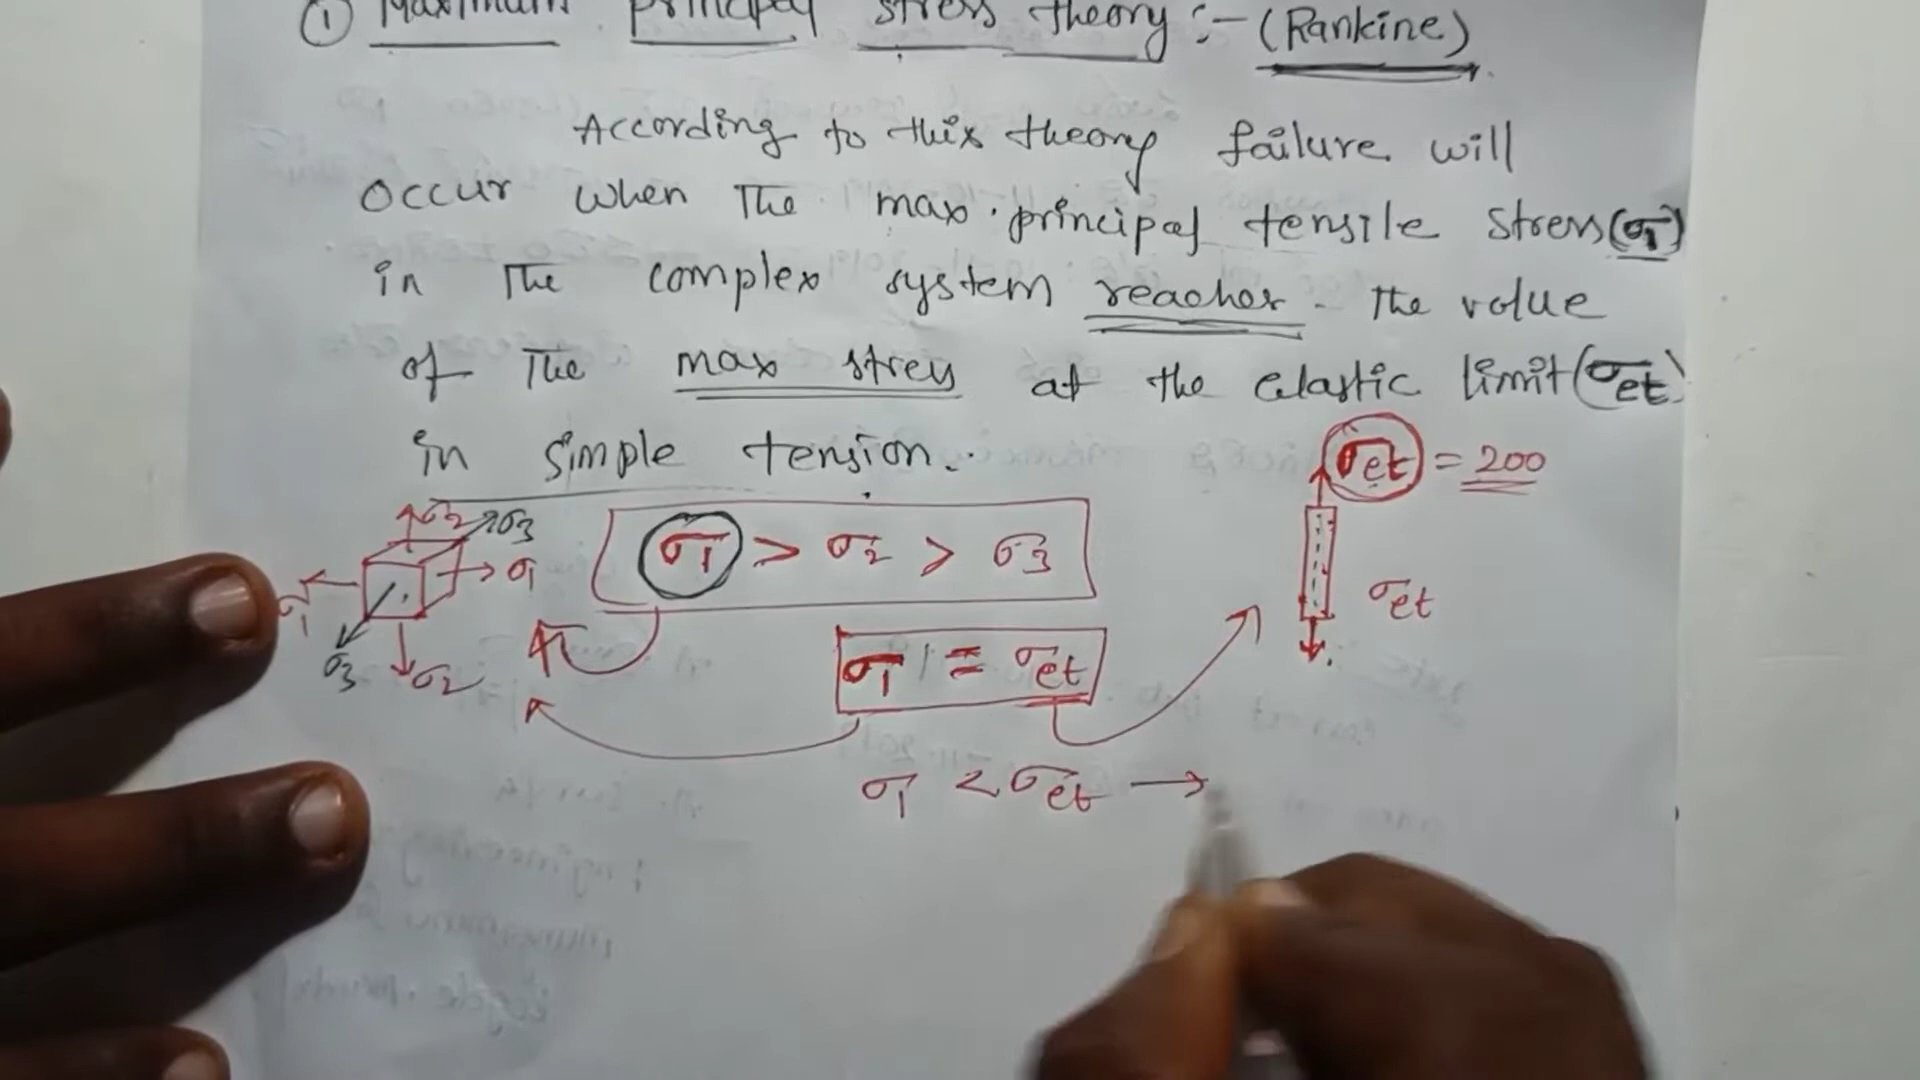 ① Maximum principal stress theory :- (Rankine)
According to this theory failure will
occur when The max. principal tensile stress (σ1)
in The complex system reaches The value
of The max stress at the elastic limit (σet)
in simple tension.
σet = 200
σ2 σ3
σ1 > σ2 > σ3
σ1
σ1
σet
σ3 σ2
σ1 = σet
σ1 < σet →